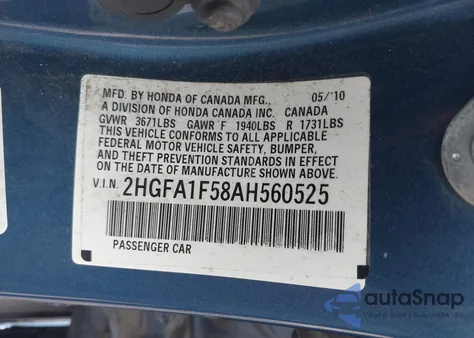 MFD. BY HONDA OF CANADA MFG., 05/'10
A DIVISION OF HONDA CANADA INC. CANADA
GVWR 3671LBS GAWR F 1940LBS R 1731LBS
THIS VEHICLE CONFORMS TO ALL APPLICABLE
FEDERAL MOTOR VEHICLE SAFETY, BUMPER,
AND THEFT PREVENTION STANDARDS IN EFFECT
ON THE DATE OF MANUFACTURE SHOWN ABOVE.
V.I.N. 2HGFA1F58AH560525
PASSENGER CAR
autoSnap